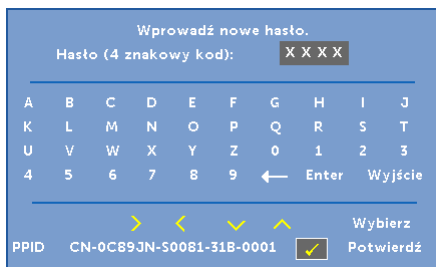 Wprowadź nowe hasło.
Hasło (4 znakowy kod): X X X X
A B C D E F G H I J
K L M N O P Q R S T
U V W X Y Z 0 1 2 3
4 5 6 7 8 9 ← Enter Wyjście
Wybierz
PPID CN-0C89JN-S0081-31B-0001 ✓ Potwierdź